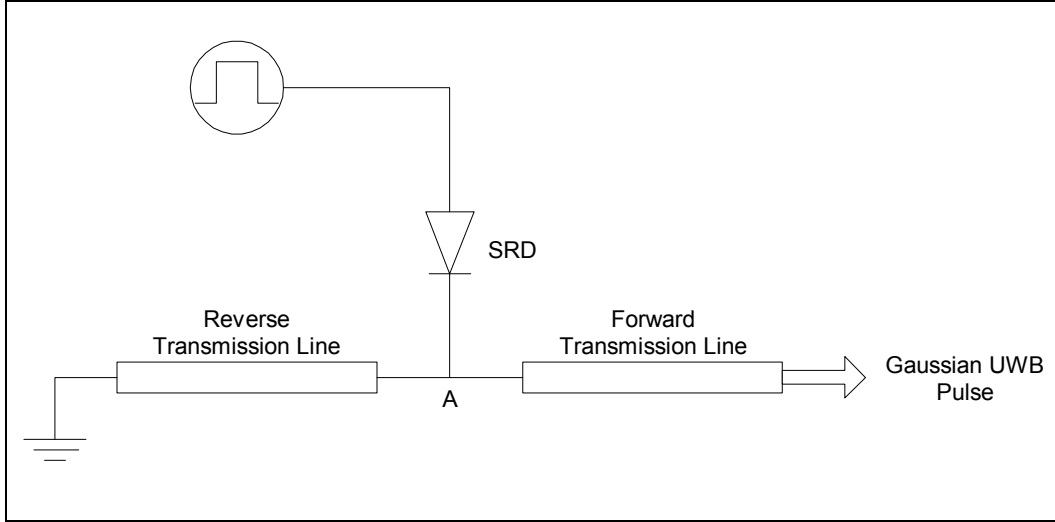 SRD
Reverse
Transmission Line
Forward
Transmission Line
Gaussian UWB
Pulse
A